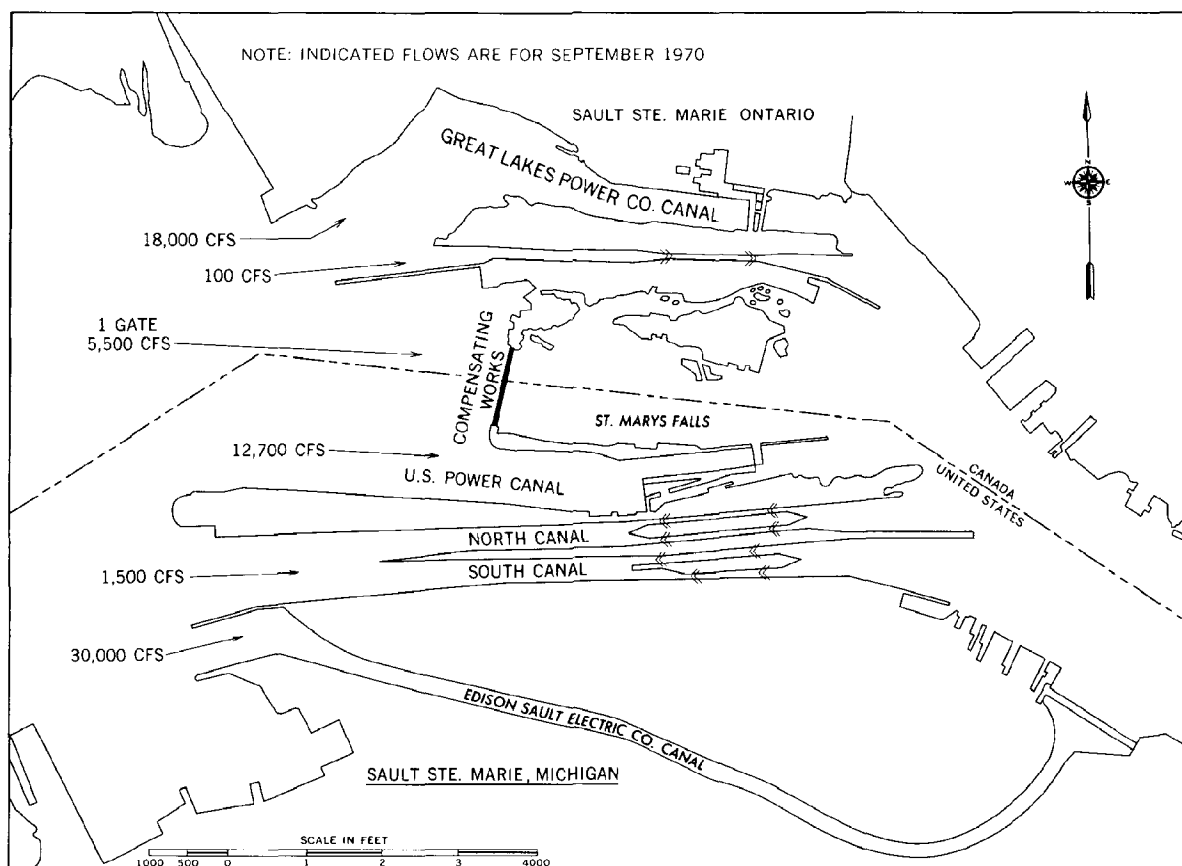 NOTE: INDICATED FLOWS ARE FOR SEPTEMBER 1970
SAULT STE. MARIE ONTARIO
GREAT LAKES POWER CO. CANAL
N
W E
S
18,000 CFS
100 CFS
1 GATE
5,500 CFS
COMPENSATING
WORKS
ST. MARYS FALLS
12,700 CFS
U.S. POWER CANAL
CANADA
UNITED STATES
NORTH CANAL
SOUTH CANAL
1,500 CFS
30,000 CFS
EDISON SAULT ELECTRIC CO. CANAL
SAULT STE. MARIE, MICHIGAN
SCALE IN FEET
1000 500 0 1 2 3 4000